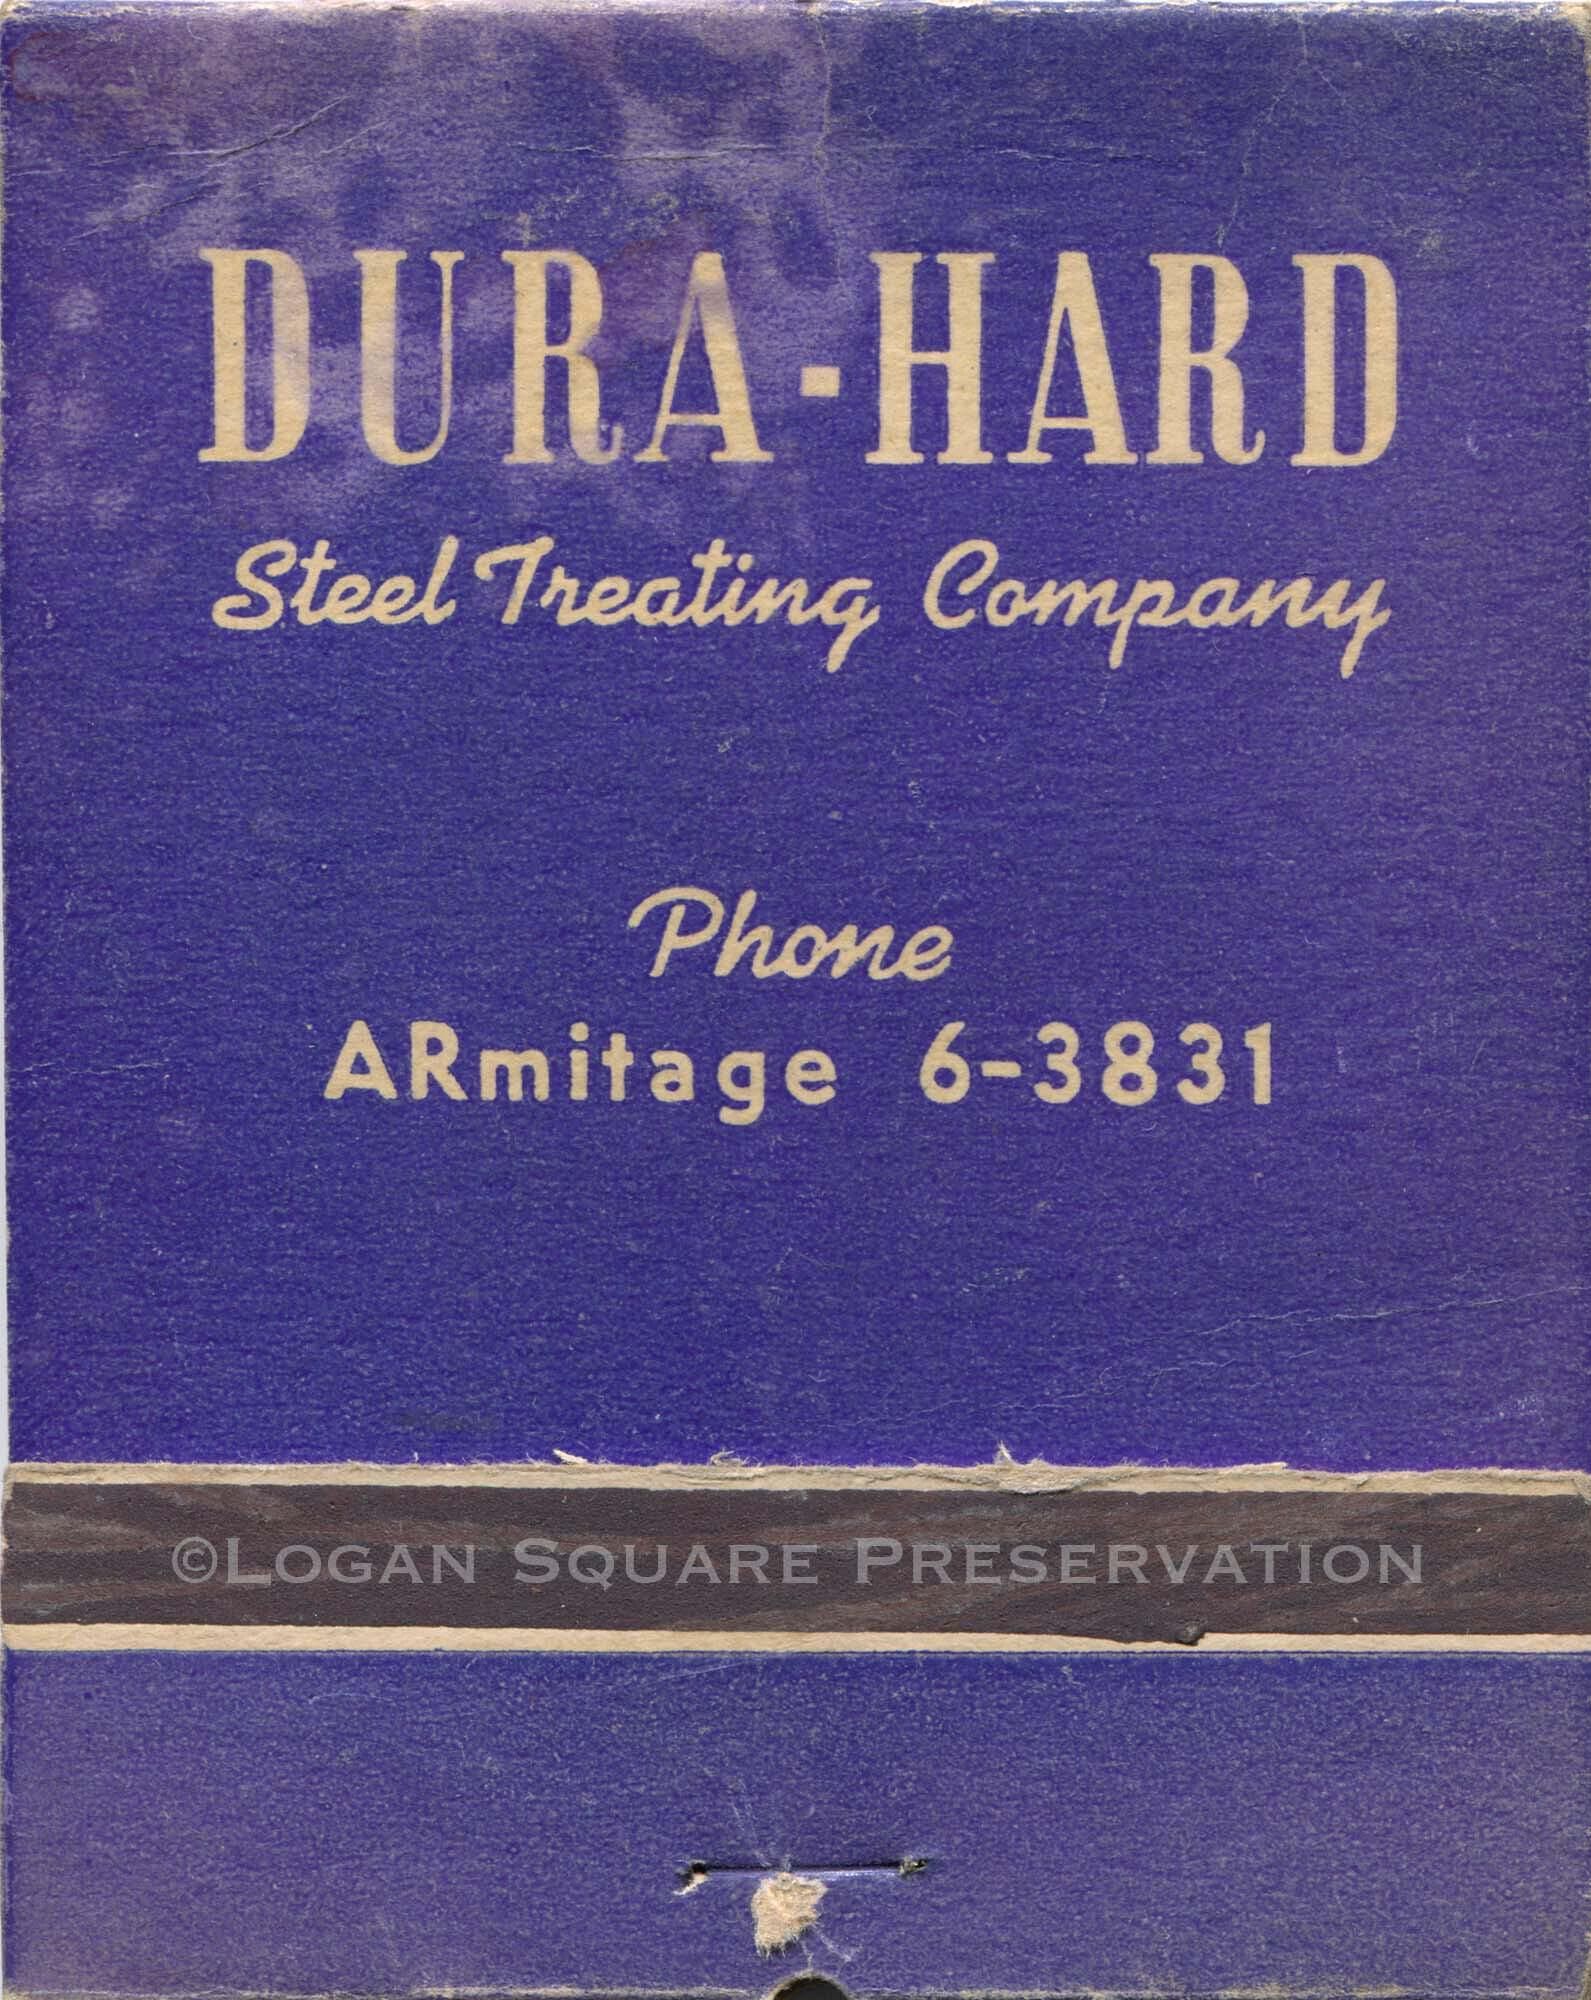 DURA-HARD
Steel Treating Company
Phone
ARmitage 6-3831
©Logan Square Preservation